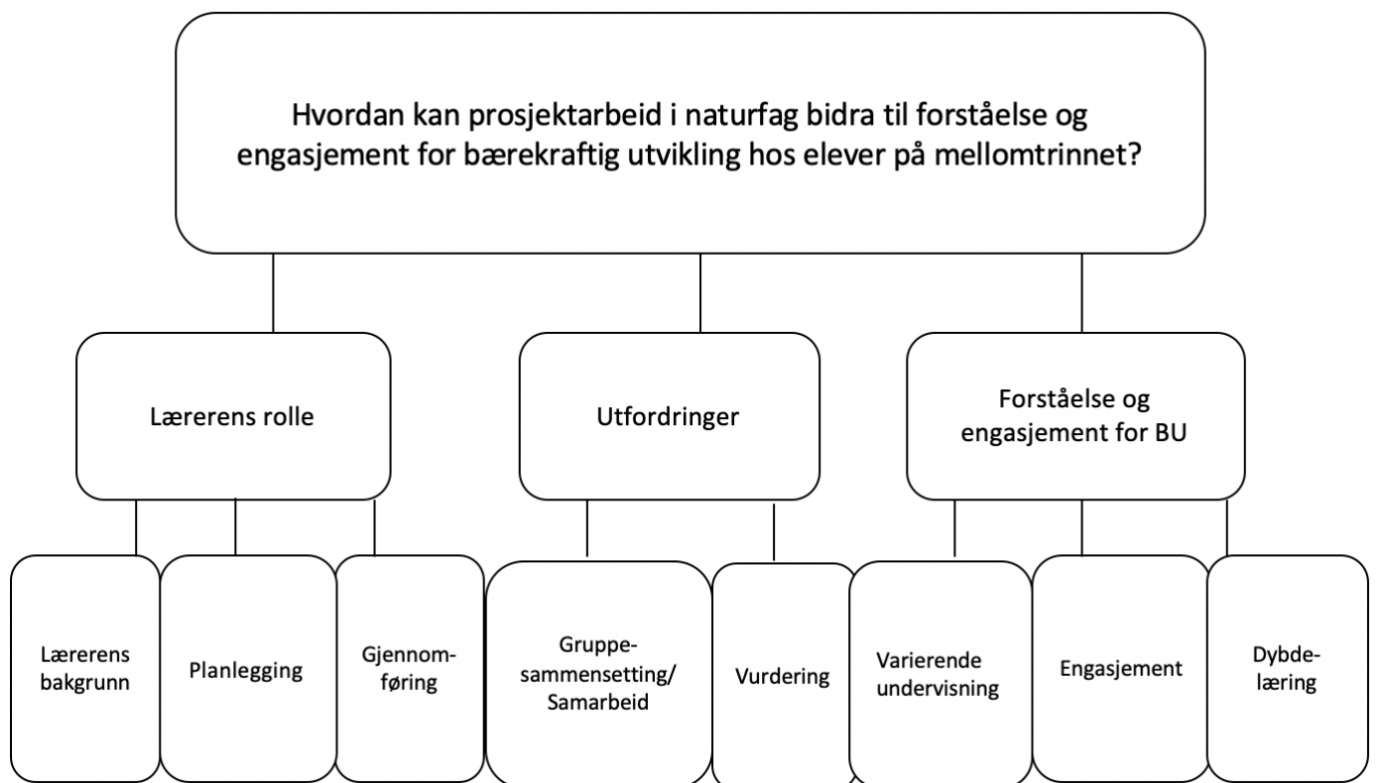 Hvordan kan prosjektarbeid i naturfag bidra til forståelse og
engasjement for bærekraftig utvikling hos elever på mellomtrinnet?
Lærerens rolle
Utfordringer
Forståelse og
engasjement for BU
Lærerens
bakgrunn
Planlegging
Gjennom-
føring
Gruppe-
sammensetting/
Samarbeid
Vurdering
Varierende
undervisning
Engasjement
Dybde-
læring